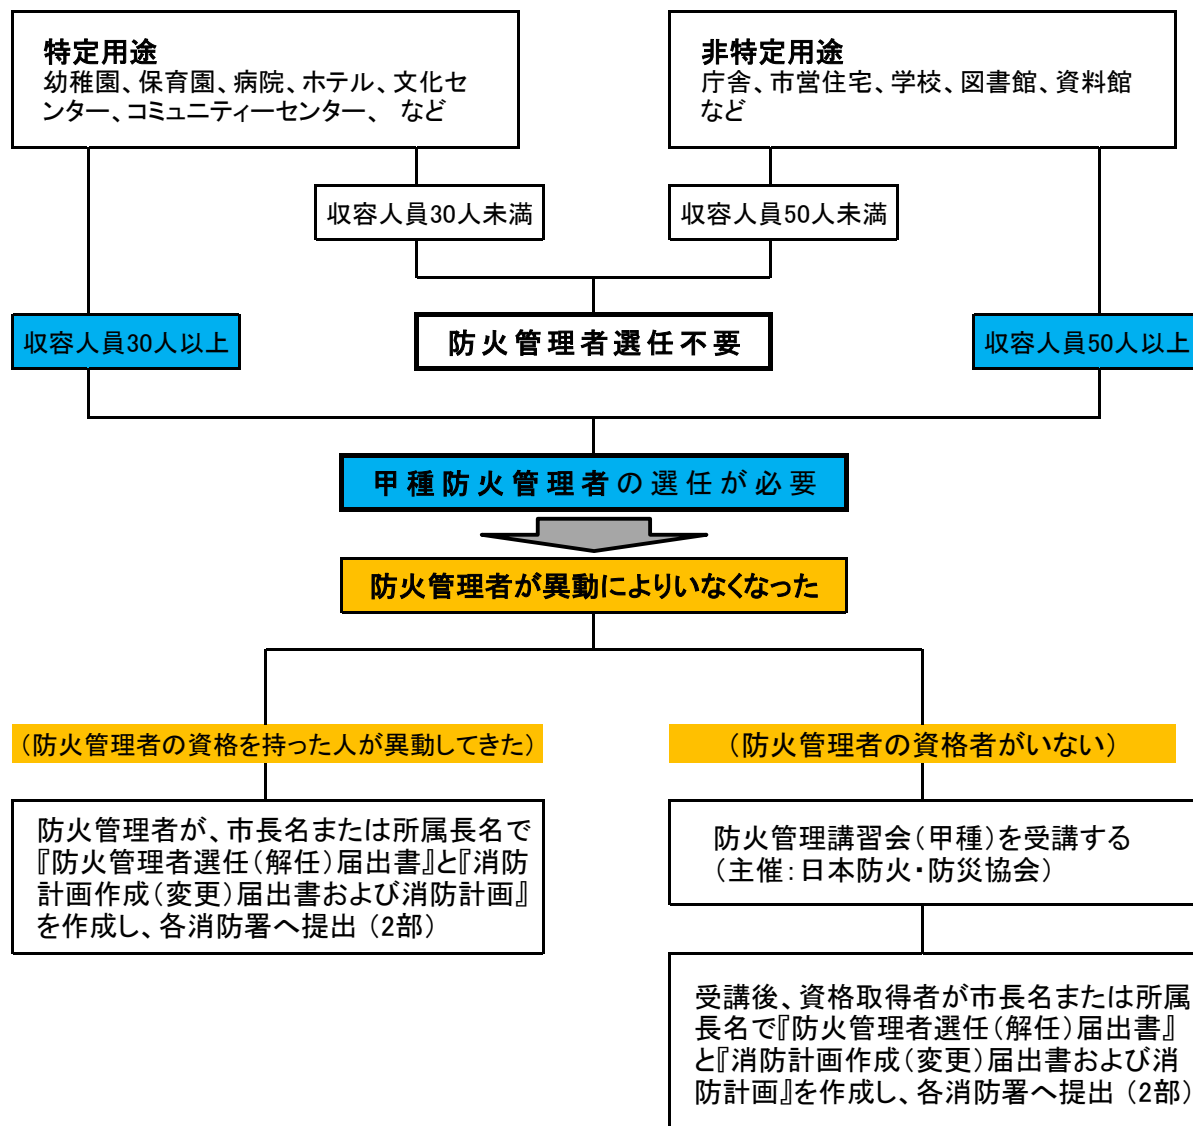 特定用途
幼稚園、保育園、病院、ホテル、文化セ
ンター、コミュニティーセンター、 など
非特定用途
庁舎、市営住宅、学校、図書館、資料館
など
収容人員30人未満
収容人員50人未満
収容人員30人以上
防火管理者選任不要
収容人員50人以上
甲種防火管理者の選任が必要
防火管理者が異動によりいなくなった
（防火管理者の資格を持った人が異動してきた）
（防火管理者の資格者がいない）
防火管理者が、市長名または所属長名で
『防火管理者選任（解任）届出書』と『消防
計画作成（変更）届出書および消防計画』
を作成し、各消防署へ提出（2部）
防火管理講習会（甲種）を受講する
（主催：日本防火・防災協会）
受講後、資格取得者が市長名または所属
長名で『防火管理者選任（解任）届出書』
と『消防計画作成（変更）届出書および消
防計画』を作成し、各消防署へ提出（2部）